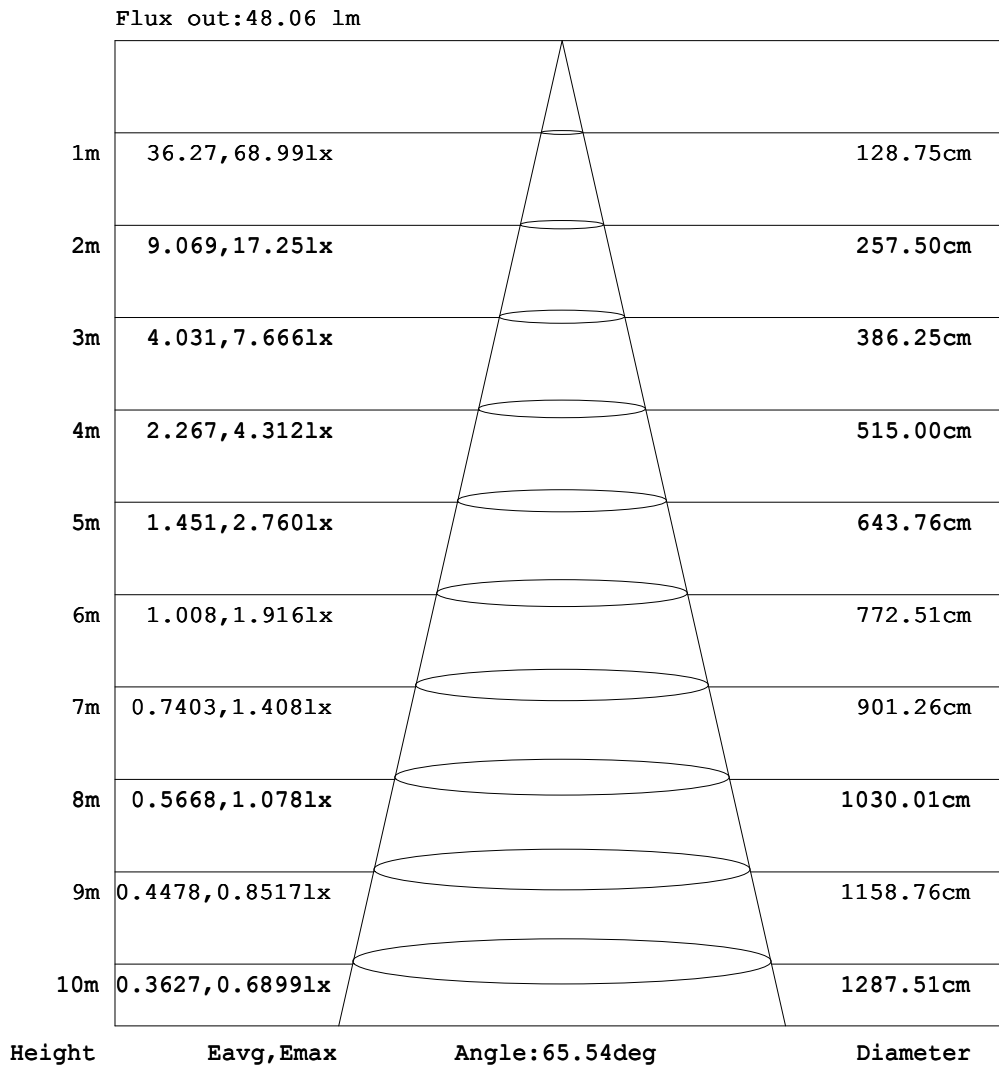 Flux out:48.06 lm
1m 36.27,68.99lx 128.75cm
2m 9.069,17.25lx 257.50cm
3m 4.031,7.666lx 386.25cm
4m 2.267,4.312lx 515.00cm
5m 1.451,2.760lx 643.76cm
6m 1.008,1.916lx 772.51cm
7m 0.7403,1.408lx 901.26cm
8m 0.5668,1.078lx 1030.01cm
9m 0.4478,0.8517lx 1158.76cm
10m 0.3627,0.6899lx 1287.51cm
Height Eavg,Emax Angle:65.54deg Diameter